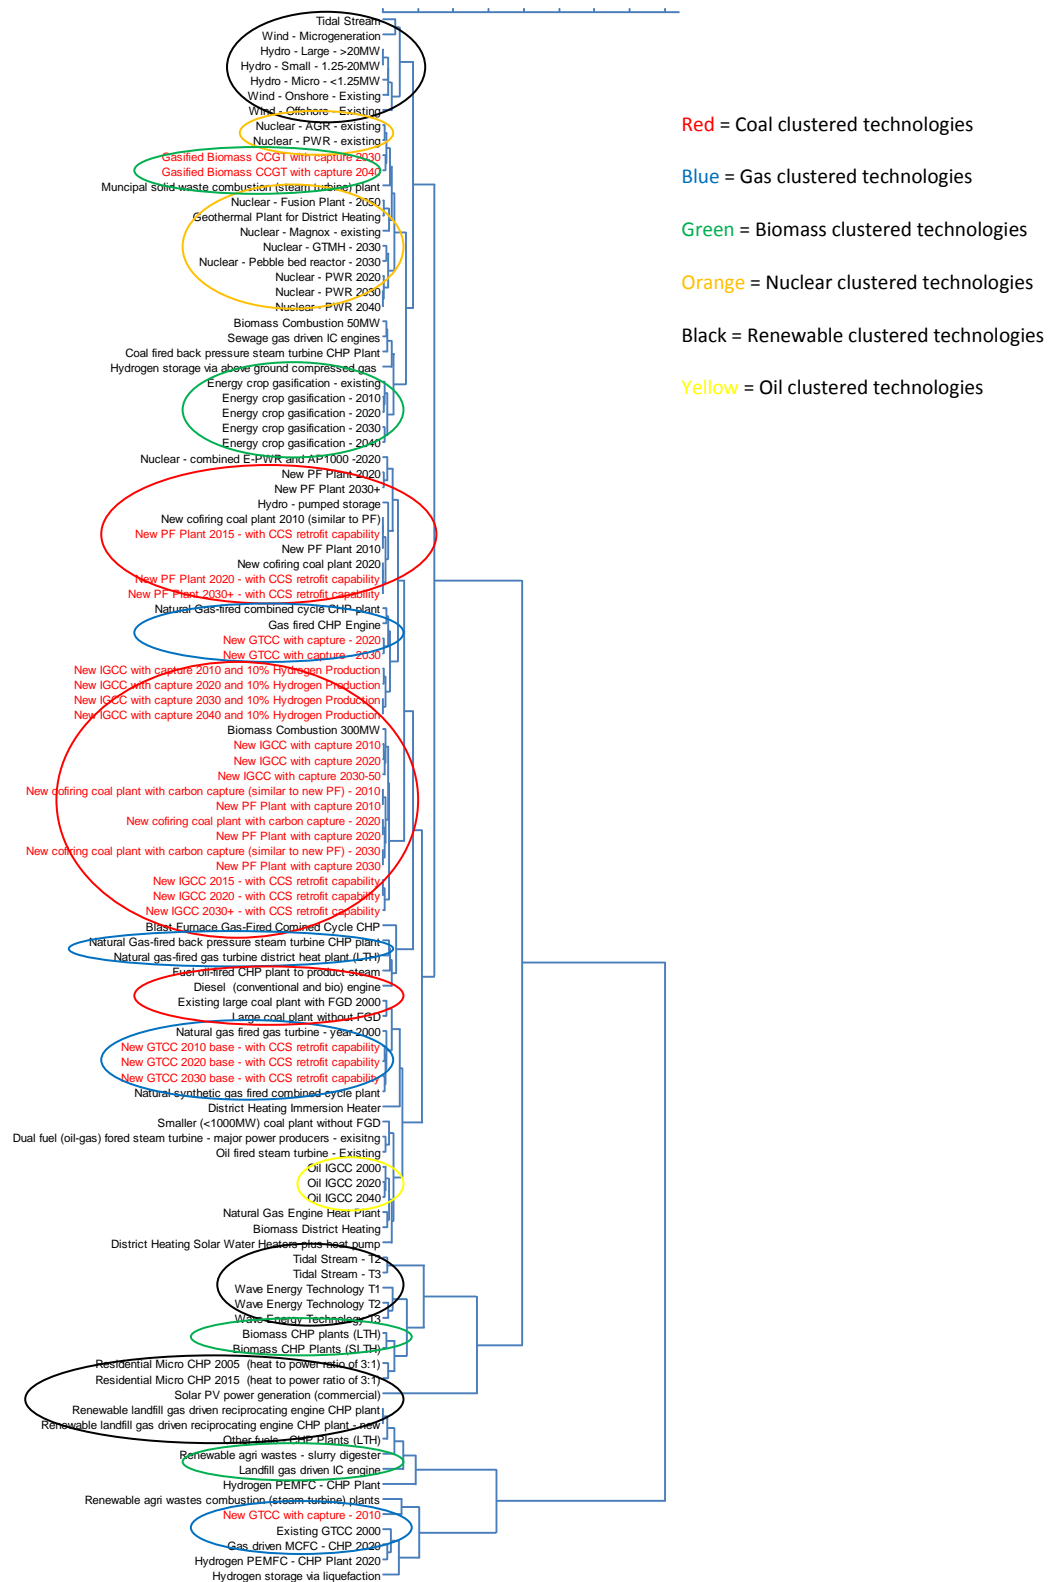 Tidal Stream
Wind - Microgeneration
Hydro - Large - >20MW
Hydro - Small - 1.25-20MW
Hydro - Micro - <1.25MW
Wind - Onshore - Existing
Wind - Offshore - Existing
Nuclear - AGR - existing
Nuclear - PWR - existing
Gasified Biomass CCGT with capture 2030
Gasified Biomass CCGT with capture 2040
Muncipal solid waste combustion (steam turbine) plant
Nuclear - Fusion Plant - 2050
Geothermal Plant for District Heating
Nuclear - Magnox - existing
Nuclear - GTMH - 2030
Nuclear - Pebble bed reactor - 2030
Nuclear - PWR 2020
Nuclear - PWR 2030
Nuclear - PWR 2040
Biomass Combustion 50MW
Sewage gas driven IC engines
Coal fired back pressure steam turbine CHP Plant
Hydrogen storage via above ground compressed gas
Energy crop gasification - existing
Energy crop gasification - 2010
Energy crop gasification - 2020
Energy crop gasification - 2030
Energy crop gasification - 2040
Nuclear - combined E-PWR and AP1000 -2020
New PF Plant 2020
New PF Plant 2030+
Hydro - pumped storage
New cofiring coal plant 2010 (similar to PF)
New PF Plant 2015 - with CCS retrofit capability
New PF Plant 2010
New cofiring coal plant 2020
New PF Plant 2020 - with CCS retrofit capability
New PF Plant 2030+ - with CCS retrofit capability
Natural Gas-fired combined cycle CHP plant
Gas fired CHP Engine
New GTCC with capture - 2020
New GTCC with capture - 2030
New IGCC with capture 2010 and 10% Hydrogen Production
New IGCC with capture 2020 and 10% Hydrogen Production
New IGCC with capture 2030 and 10% Hydrogen Production
New IGCC with capture 2040 and 10% Hydrogen Production
Biomass Combustion 300MW
New IGCC with capture 2010
New IGCC with capture 2020
New IGCC with capture 2030-50
New cofiring coal plant with carbon capture (similar to new PF) - 2010
New PF Plant with capture 2010
New cofiring coal plant with carbon capture - 2020
New PF Plant with capture 2020
New cofiring coal plant with carbon capture (similar to new PF) - 2030
New PF Plant with capture 2030
New IGCC 2015 - with CCS retrofit capability
New IGCC 2020 - with CCS retrofit capability
New IGCC 2030+ - with CCS retrofit capability
Blast Furnace Gas-Fired Comined Cycle CHP
Natural Gas-fired back pressure steam turbine CHP plant
Natural gas-fired gas turbine district heat plant (LTH)
Fuel oil-fired CHP plant to product steam
Diesel (conventional and bio) engine
Existing large coal plant with FGD 2000
Large coal plant without FGD
Natural gas fired gas turbine - year 2000
New GTCC 2010 base - with CCS retrofit capability
New GTCC 2020 base - with CCS retrofit capability
New GTCC 2030 base - with CCS retrofit capability
Natural synthetic gas fired combined cycle plant
District Heating Immersion Heater
Smaller (<1000MW) coal plant without FGD
Dual fuel (oil-gas) fored steam turbine - major power producers - exisitng
Oil fired steam turbine - Existing
Oil IGCC 2000
Oil IGCC 2020
Oil IGCC 2040
Natural Gas Engine Heat Plant
Biomass District Heating
District Heating Solar Water Heaters plus heat pump
Tidal Stream - T2
Tidal Stream - T3
Wave Energy Technology T1
Wave Energy Technology T2
Wave Energy Technology T3
Biomass CHP plants (LTH)
Biomass CHP Plants (SLTH)
Residential Micro CHP 2005 (heat to power ratio of 3:1)
Residential Micro CHP 2015 (heat to power ratio of 3:1)
Solar PV power generation (commercial)
Renewable landfill gas driven reciprocating engine CHP plant
Renewable landfill gas driven reciprocating engine CHP plant - new
Other fuels - CHP Plants (LTH)
Renewable agri wastes - slurry digester
Landfill gas driven IC engine
Hydrogen PEMFC - CHP Plant
Renewable agri wastes combustion (steam turbine) plants
New GTCC with capture - 2010
Existing GTCC 2000
Gas driven MCFC - CHP 2020
Hydrogen PEMFC - CHP Plant 2020
Hydrogen storage via liquefaction
Red = Coal clustered technologies
Blue = Gas clustered technologies
Green = Biomass clustered technologies
Orange = Nuclear clustered technologies
Black = Renewable clustered technologies
Yellow = Oil clustered technologies